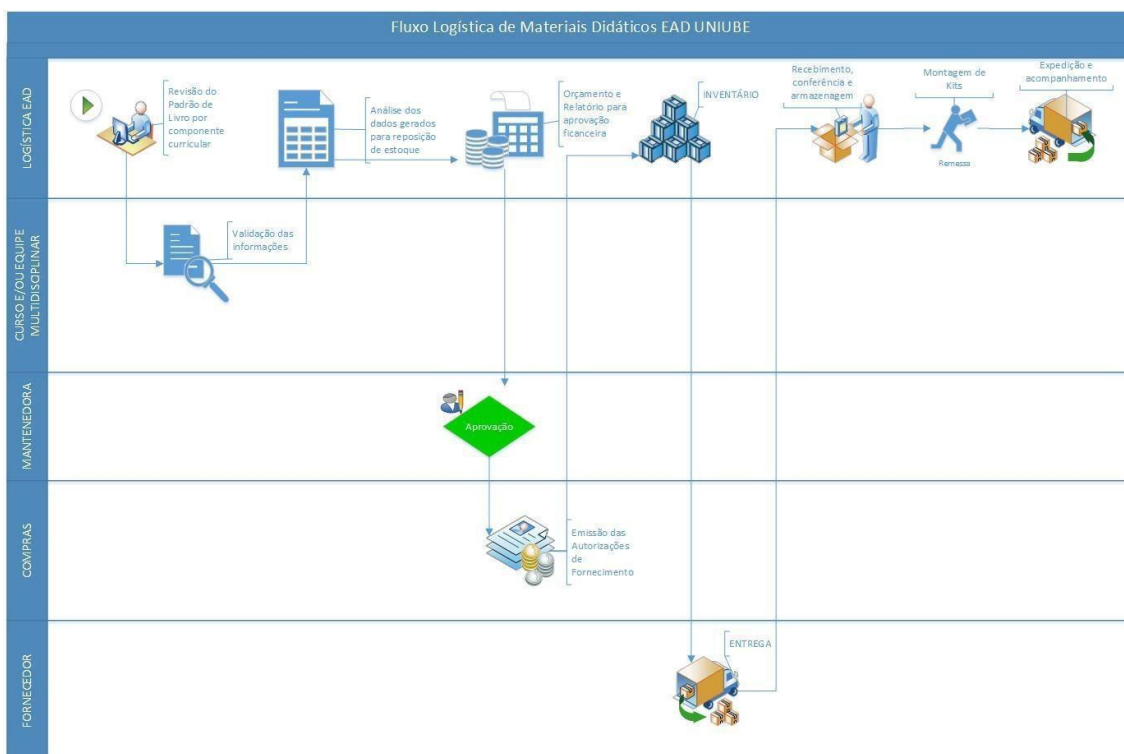 Fluxo Logística de Materiais Didáticos EAD UNIUBE
LOGÍSTICA EAD
Revisão do
Padrão de
Livro por
componente
curricular
Análise dos
dados gerados
para reposição
de estoque
Orçamento e
Relatório para
aprovação
financeira
INVENTÁRIO
Recebimento,
conferência e
armazenagem
Montagem de
Kits
Remessa
Expedição e
acompanhamento
CURSO E/OU EQUIPE
MULTIDISOPLINAR
Validação das
informações
MANTENEDORA
Aprovação
COMPRAS
Emissão das
Autorizações
de
Fornecimento
FORNECEDOR
ENTREGA